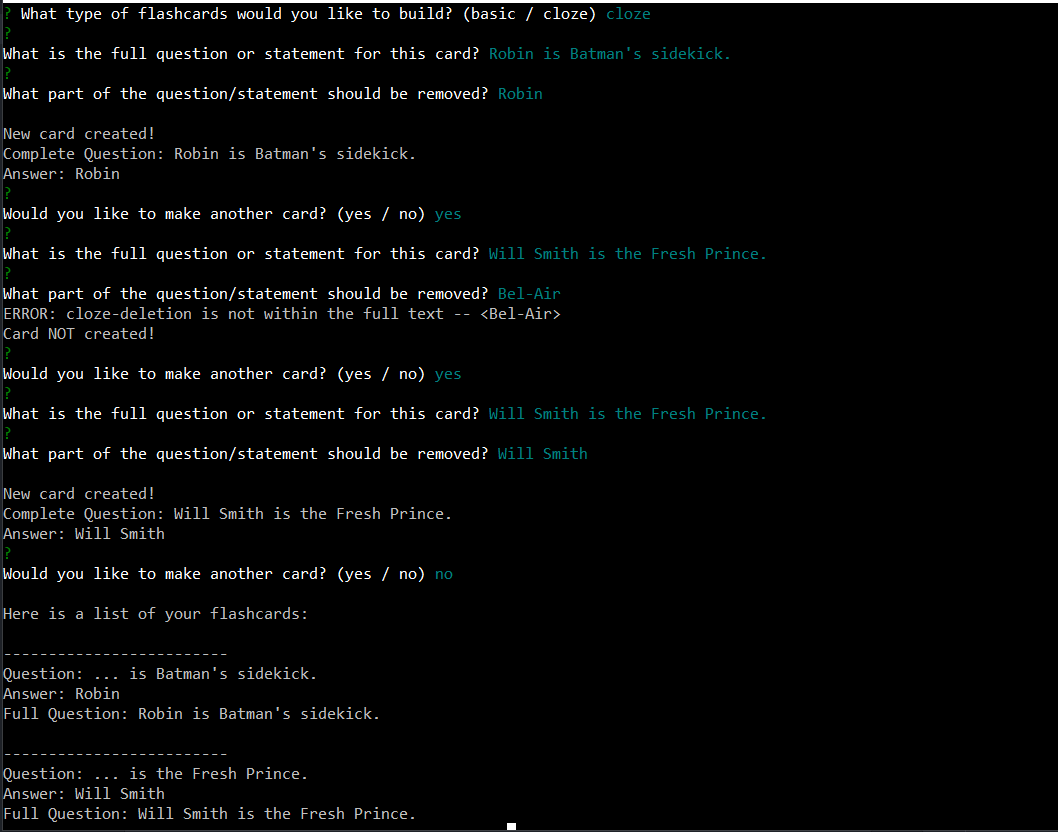 ? What type of flashcards would you like to build? (basic / cloze) cloze
?
What is the full question or statement for this card? Robin is Batman's sidekick.
?
What part of the question/statement should be removed? Robin
New card created!
Complete Question: Robin is Batman's sidekick.
Answer: Robin
?
Would you like to make another card? (yes / no) yes
?
What is the full question or statement for this card? Will Smith is the Fresh Prince.
?
What part of the question/statement should be removed? Bel-Air
ERROR: cloze-deletion is not within the full text -- <Bel-Air>
Card NOT created!
?
Would you like to make another card? (yes / no) yes
?
What is the full question or statement for this card? Will Smith is the Fresh Prince.
?
What part of the question/statement should be removed? Will Smith
New card created!
Complete Question: Will Smith is the Fresh Prince.
Answer: Will Smith
?
Would you like to make another card? (yes / no) no
Here is a list of your flashcards:
-------------------------
Question: ... is Batman's sidekick.
Answer: Robin
Full Question: Robin is Batman's sidekick.
-------------------------
Question: ... is the Fresh Prince.
Answer: Will Smith
Full Question: Will Smith is the Fresh Prince.